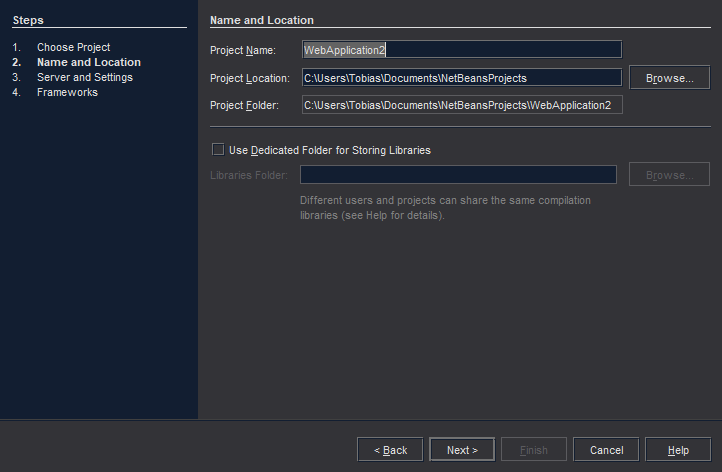 Steps
1. Choose Project
2. Name and Location
3. Server and Settings
4. Frameworks
Name and Location
Project Name: WebApplication2
Project Location: C:\Users\Tobias\Documents\NetBeansProjects Browse...
Project Folder: C:\Users\Tobias\Documents\NetBeansProjects\WebApplication2
Use Dedicated Folder for Storing Libraries
Libraries Folder: Browse...
Different users and projects can share the same compilation
libraries (see Help for details).
< Back Next > Finish Cancel Help